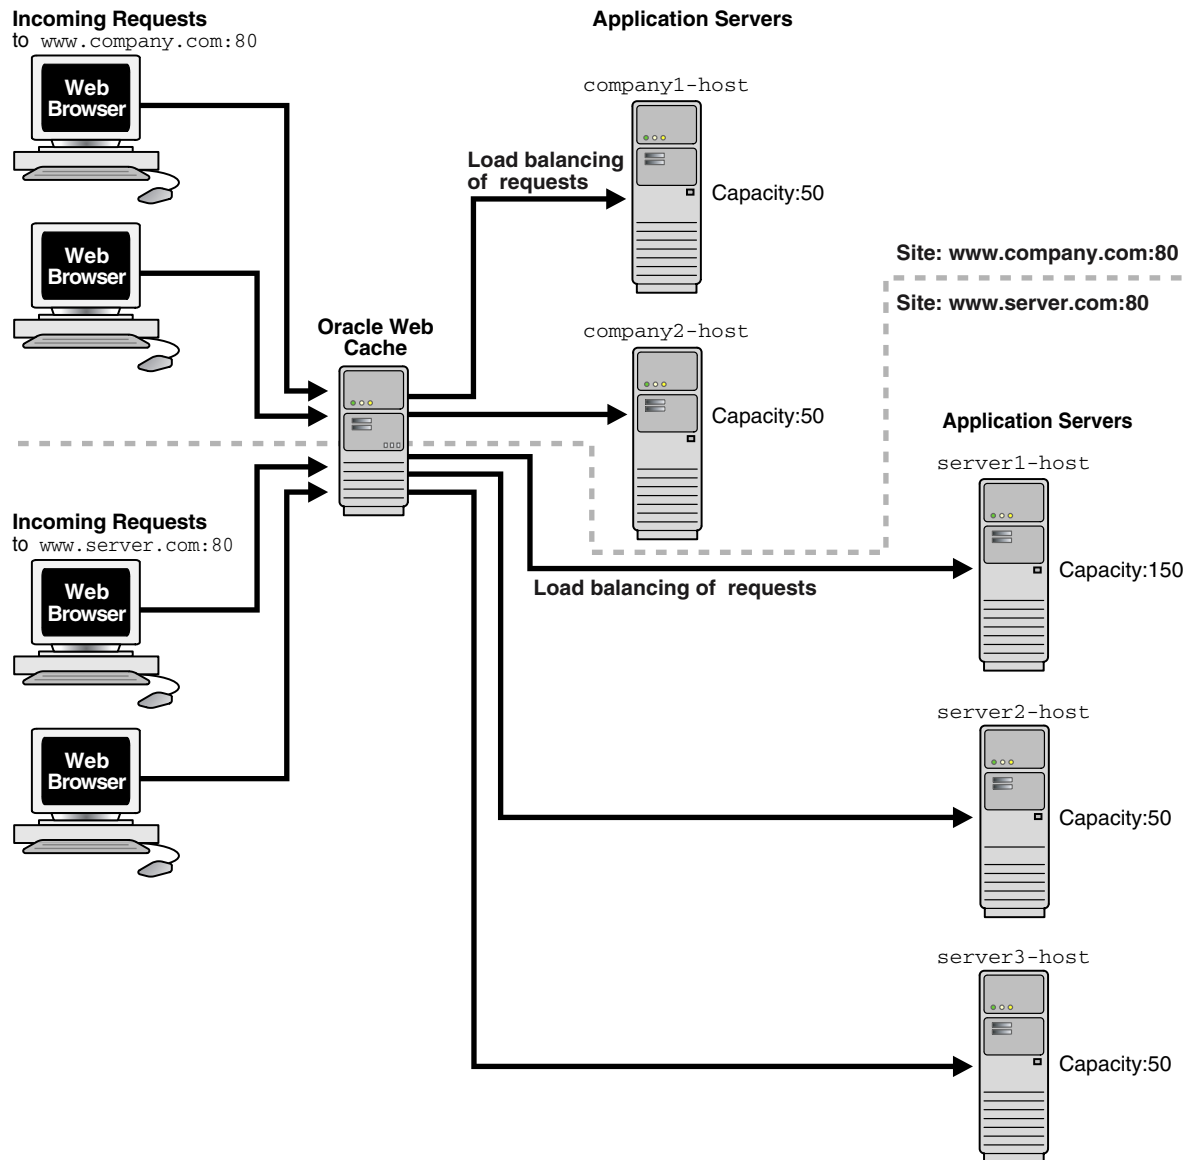 Incoming Requests
to www.company.com:80
Application Servers
Web
Browser
company1-host
Load balancing
of requests
Capacity:50
Web
Browser
Site: www.company.com:80
Site: www.server.com:80
Oracle Web
Cache
company2-host
Capacity:50
Application Servers
server1-host
Incoming Requests
to www.server.com:80
Web
Browser
Load balancing of requests
Capacity:150
server2-host
Web
Browser
Capacity:50
server3-host
Capacity:50